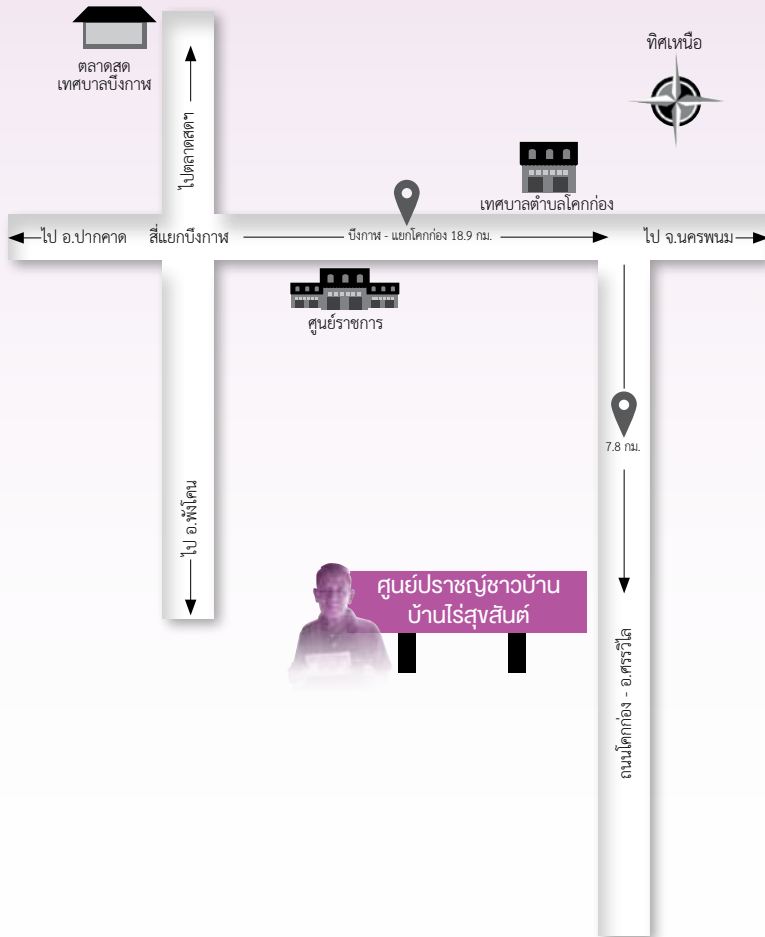 ทิศเหนือ
ตลาดสด
เทศบาลบึงกาฬ
ไปตลาดสดฯ
เทศบาลตำบลโคกก่อง
ไป อ.ปากคาด
สี่แยกบึงกาฬ
บึงกาฬ - แยกโคกก่อง 18.9 กม.
ไป จ.นครพนม
ศูนย์ราชการ
7.8 กม.
ไป อ.พังโคน
ศูนย์ปราชญ์ชาวบ้าน
บ้านไร่สุขสันต์
ถนนโคกก่อง - อ.ศรีวิไล